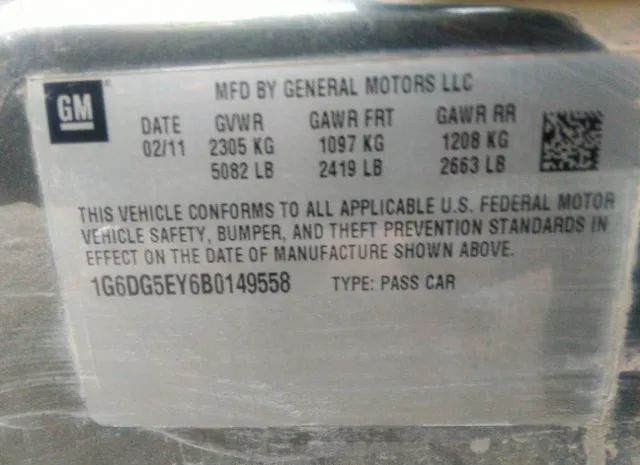 MFD BY GENERAL MOTORS LLC
GM
DATE GVWR GAWR FRT GAWR RR
02/11 2305 KG 1097 KG 1208 KG
5082 LB 2419 LB 2663 LB
THIS VEHICLE CONFORMS TO ALL APPLICABLE U.S. FEDERAL MOTOR
VEHICLE SAFETY, BUMPER, AND THEFT PREVENTION STANDARDS IN
EFFECT ON THE DATE OF MANUFACTURE SHOWN ABOVE.
1G6DG5EY6B0149558 TYPE: PASS CAR